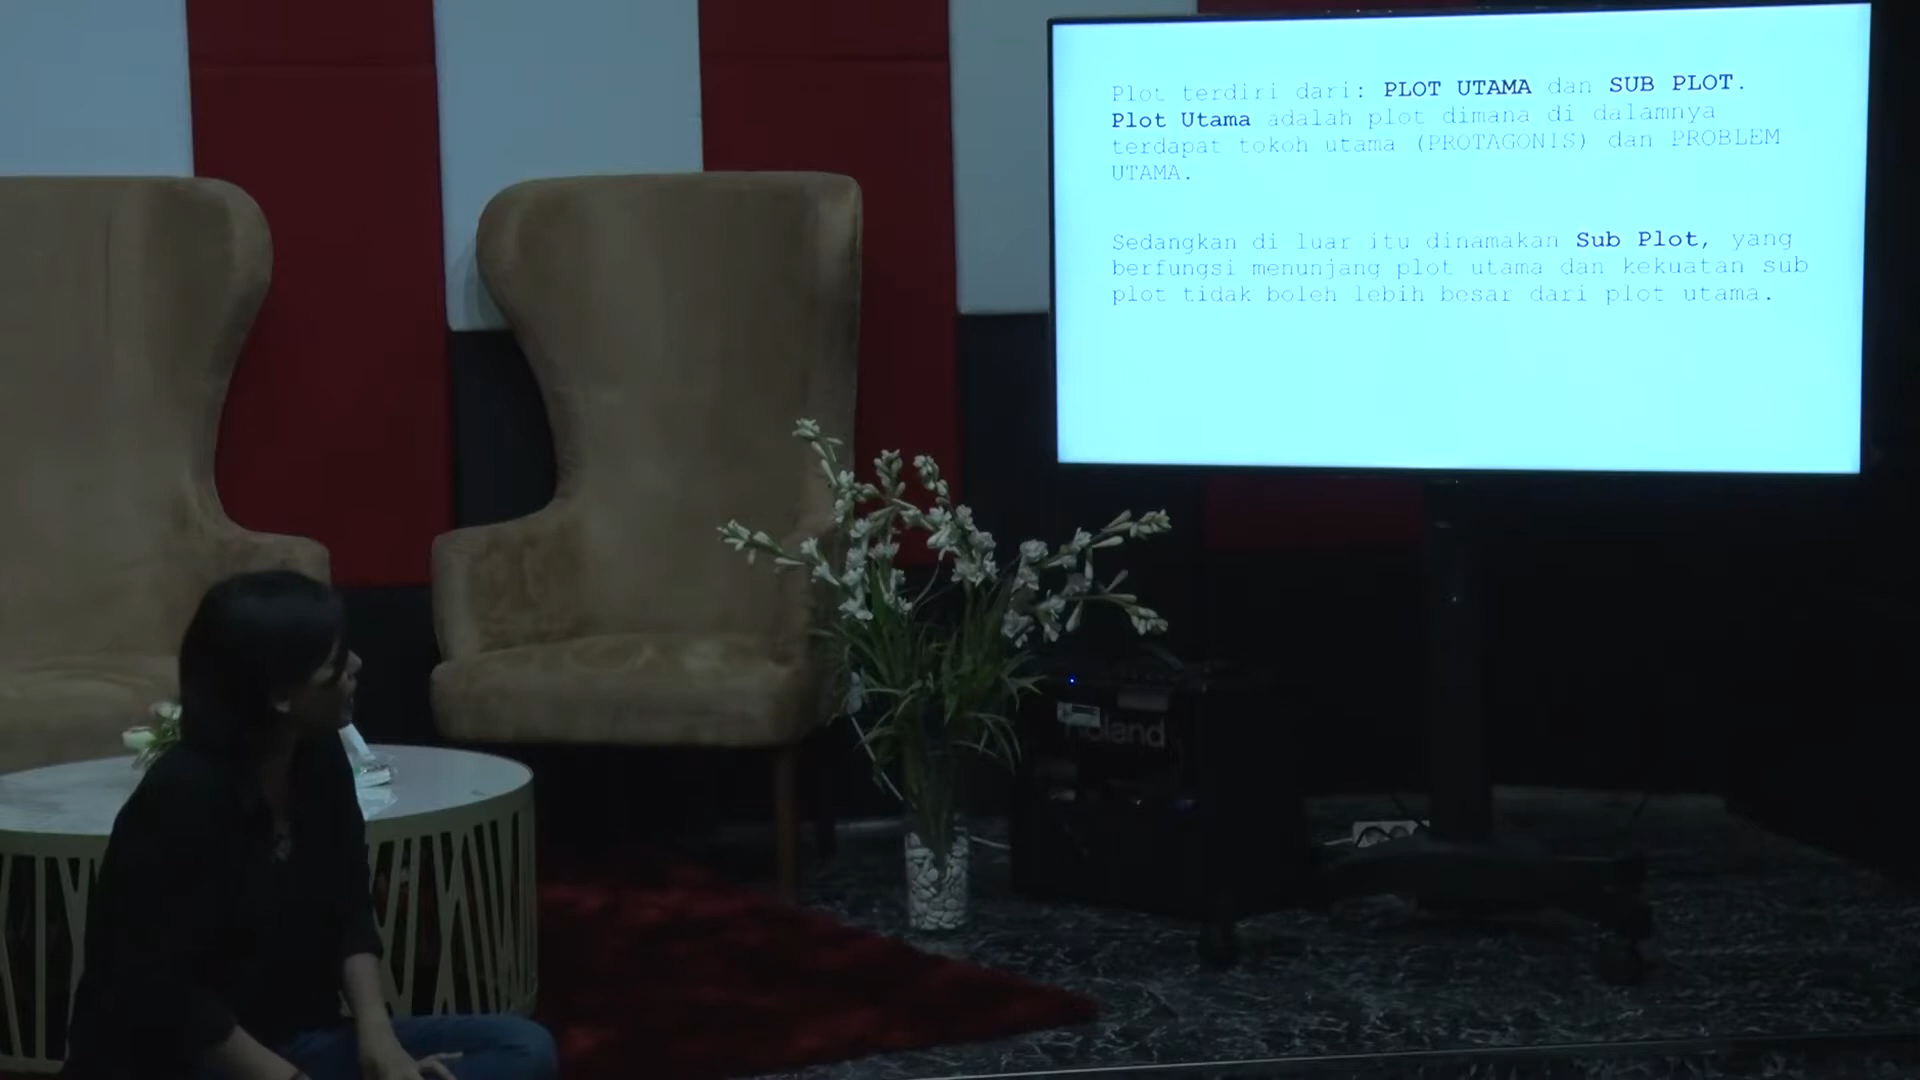 Plot terdiri dari: PLOT UTAMA dan SUB PLOT.
Plot Utama adalah plot dimana di dalamnya
terdapat tokoh utama (PROTAGONIS) dan PROBLEM
UTAMA.
Sedangkan di luar itu dinamakan Sub Plot, yang
berfungsi menunjang plot utama dan kekuatan sub
plot tidak boleh lebih besar dari plot utama.
Roland